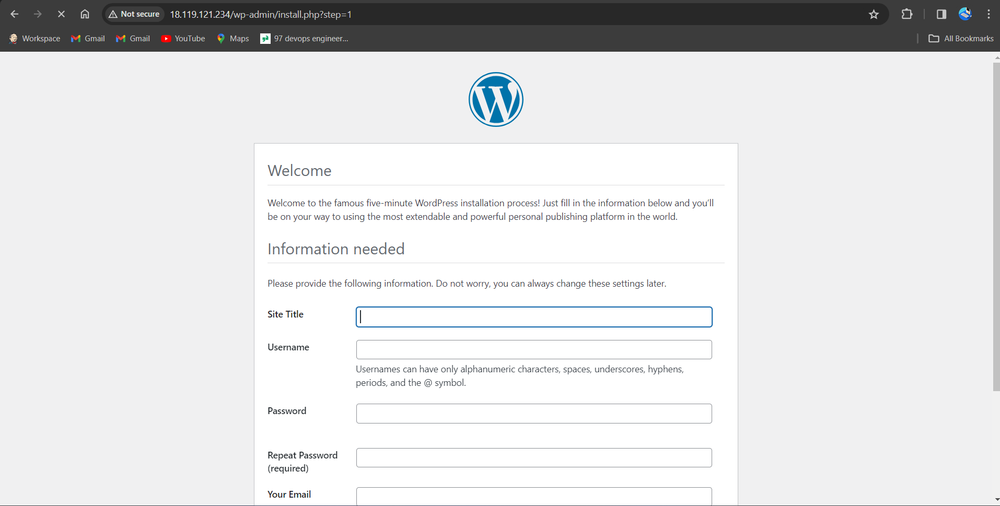 Not secure 18.119.121.234/wp-admin/install.php?step=1
Workspace Gmail Gmail YouTube Maps 97 devops engineer... All Bookmarks
W
Welcome
Welcome to the famous five-minute WordPress installation process! Just fill in the information below and you’ll
be on your way to using the most extendable and powerful personal publishing platform in the world.
Information needed
Please provide the following information. Do not worry, you can always change these settings later.
Site Title
Username
Usernames can have only alphanumeric characters, spaces, underscores, hyphens,
periods, and the @ symbol.
Password
Repeat Password
(required)
Your Email